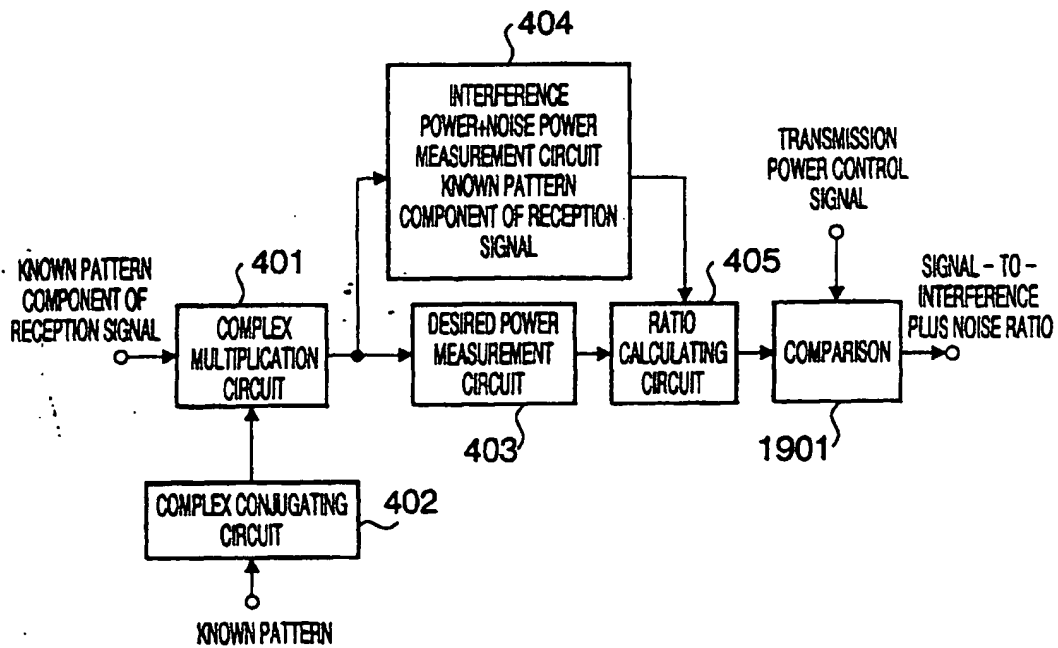 404
INTERFERENCE
POWER+NOISE POWER
MEASUREMENT CIRCUIT
KNOWN PATTERN
COMPONENT OF RECEPTION
SIGNAL
TRANSMISSION
POWER CONTROL
SIGNAL
KNOWN PATTERN
COMPONENT OF
RECEPTION SIGNAL
401
COMPLEX
MULTIPLICATION
CIRCUIT
DESIRED POWER
MEASUREMENT
CIRCUIT
403
405
RATIO
CALCULATING
CIRCUIT
COMPARISON
1901
SIGNAL - TO -
INTERFERENCE
PLUS NOISE RATIO
COMPLEX CONJUGATING
CIRCUIT
402
KNOWN PATTERN